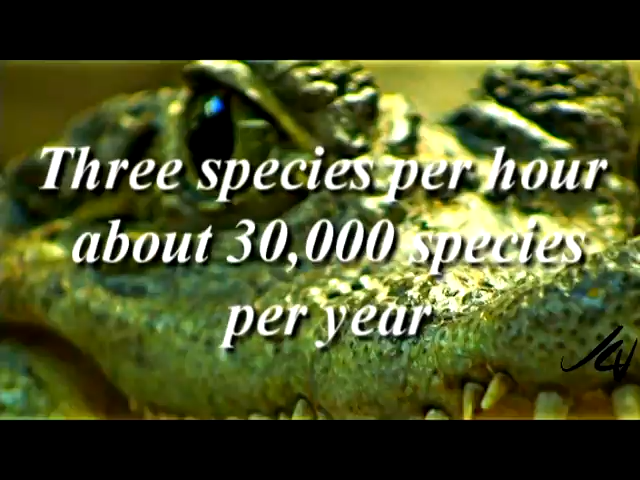 Three species per hour
about 30,000 species
per year